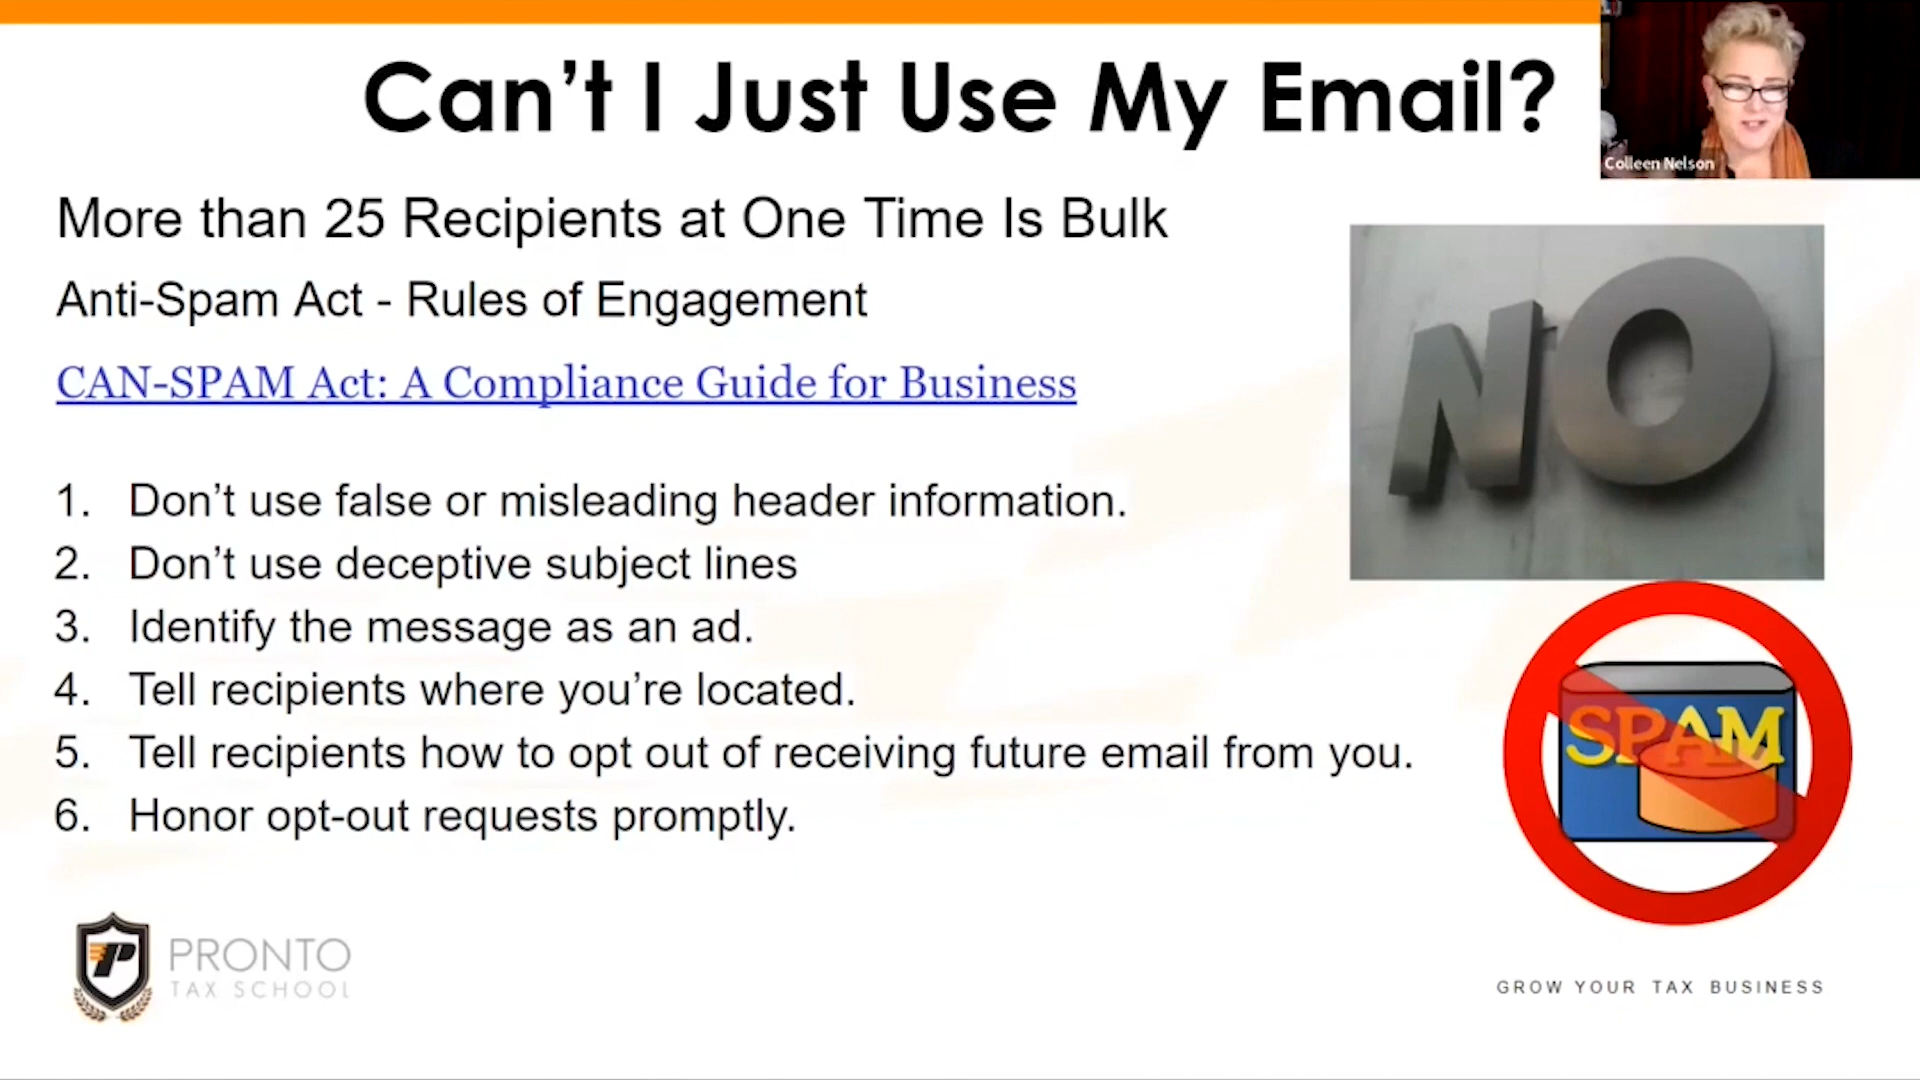 Can't I Just Use My Email?
Colleen Nelson
More than 25 Recipients at One Time Is Bulk
Anti-Spam Act - Rules of Engagement
CAN-SPAM Act: A Compliance Guide for Business
1. Don't use false or misleading header information.
2. Don't use deceptive subject lines
3. Identify the message as an ad.
4. Tell recipients where you're located.
5. Tell recipients how to opt out of receiving future email from you.
6. Honor opt-out requests promptly.
NO
SPAM
P
PRONTO
TAX SCHOOL
GROW YOUR TAX BUSINESS